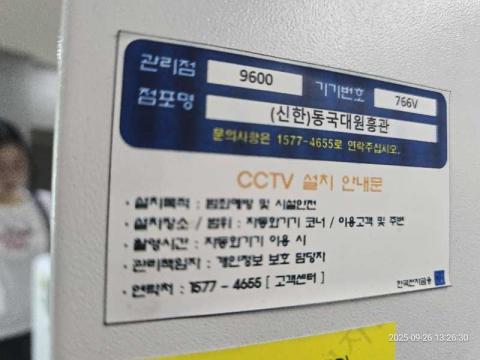 관리점 9600 기기번호 766V
점포명 (신한)동국대원흥관
문의사항은 1577-4655로 연락주십시오.
CCTV 설치 안내문
· 설치목적 : 범죄예방 및 시설안전
· 설치장소 / 범위 : 자동화기기 코너 / 이용고객 및 주변
· 촬영시간 : 자동화기기 이용 시
· 관리책임자 : 개인정보 보호 담당자
· 연락처 : 1577 - 4655 [ 고객센터 ]
한국전자금융
2025-09-26 13:26:30